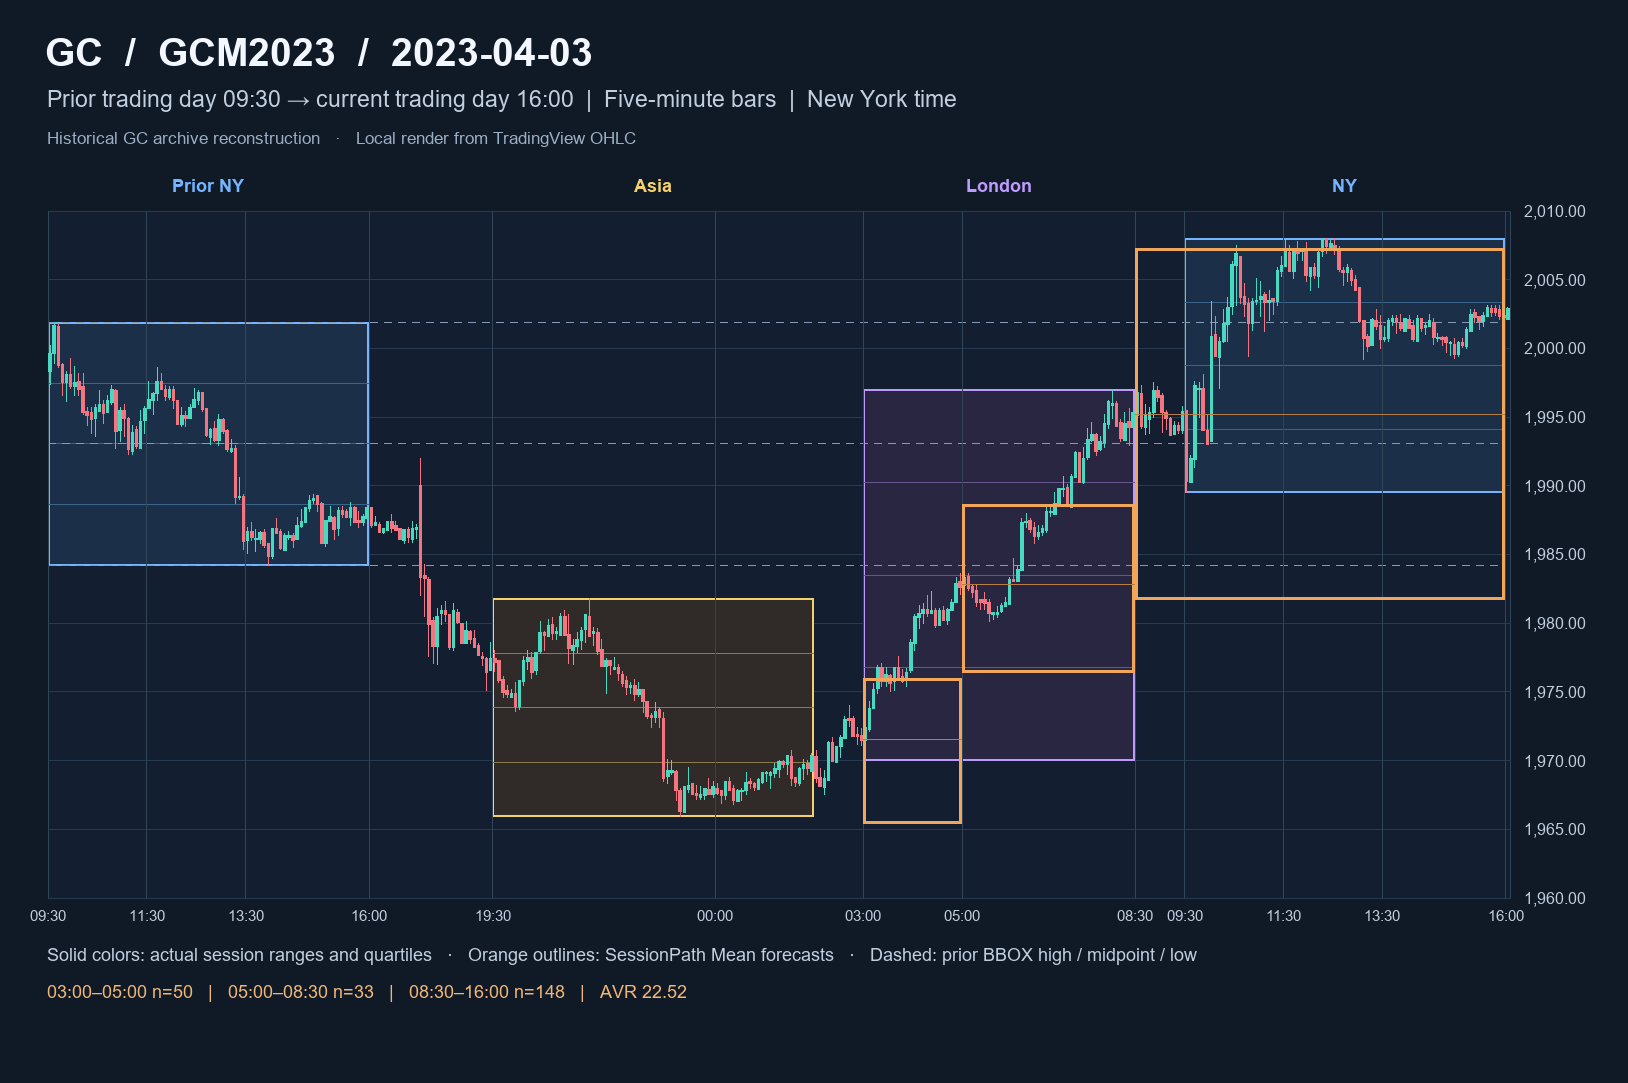 GC / GCM2023 / 2023-04-03
Prior trading day 09:30 → current trading day 16:00 | Five-minute bars | New York time
Historical GC archive reconstruction · Local render from TradingView OHLC
Prior NY Asia London NY
2,010.00
2,005.00
2,000.00
1,995.00
1,990.00
1,985.00
1,980.00
1,975.00
1,970.00
1,965.00
1,960.00
09:30 11:30 13:30 16:00 19:30 00:00 03:00 05:00 08:30 09:30 11:30 13:30 16:00
Solid colors: actual session ranges and quartiles · Orange outlines: SessionPath Mean forecasts · Dashed: prior BBOX high / midpoint / low
03:00–05:00 n=50 | 05:00–08:30 n=33 | 08:30–16:00 n=148 | AVR 22.52